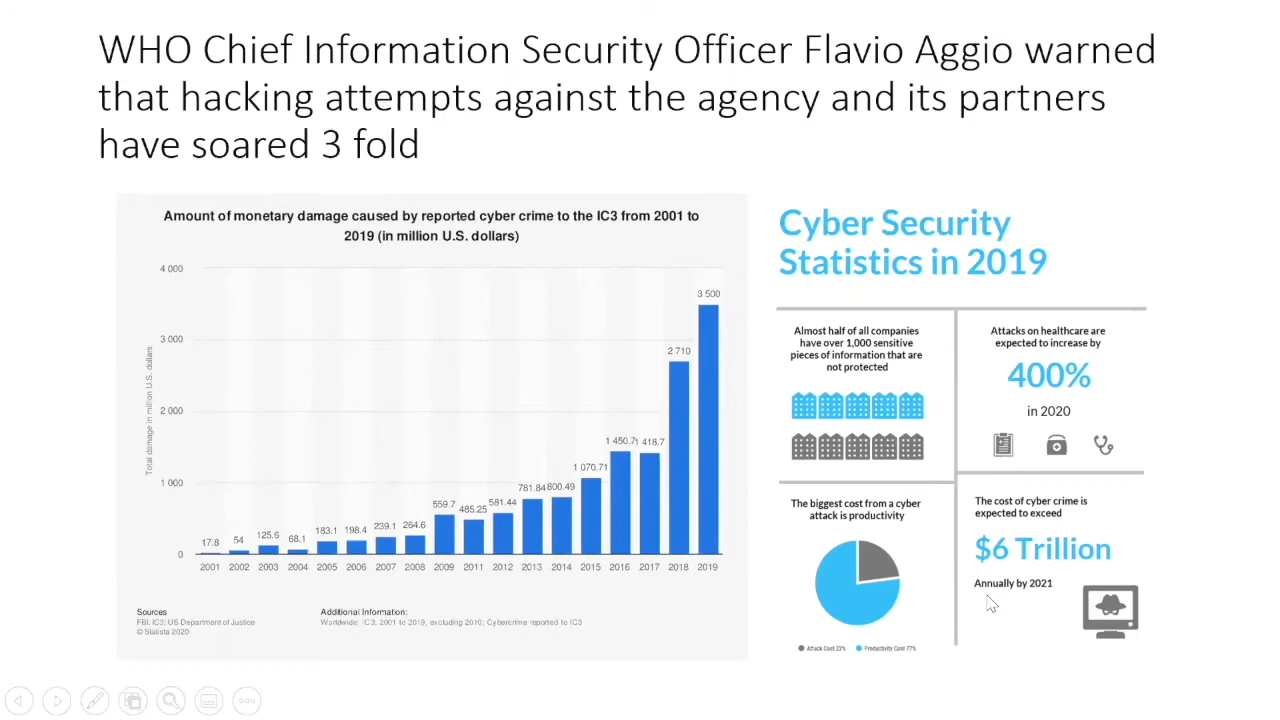 WHO Chief Information Security Officer Flavio Aggio warned
that hacking attempts against the agency and its partners
have soared 3 fold
Amount of monetary damage caused by reported cyber crime to the IC3 from 2001 to
2019 (in million U.S. dollars)
Total damage in million U.S. dollars
4 000
3 000
2 000
1 000
0
17.8
54
125.6
68.1
183.1
198.4
239.1
264.6
559.7
485.25
581.44
781.84
800.49
1 070.71
1 450.7
1 418.7
2 710
3 500
2001 2002 2003 2004 2005 2006 2007 2008 2009 2011 2012 2013 2014 2015 2016 2017 2018 2019
Sources
FBI; IC3; US Department of Justice
© Statista 2020
Additional Information:
Worldwide; IC3; 2001 to 2019, excluding 2010; Cybercrime reported to IC3
Cyber Security
Statistics in 2019
Almost half of all companies
have over 1,000 sensitive
pieces of information that are
not protected
Attacks on healthcare are
expected to increase by
400%
in 2020
The biggest cost from a cyber
attack is productivity
Attack Cost 23% Productivity Cost 77%
The cost of cyber crime is
expected to exceed
$6 Trillion
Annually by 2021